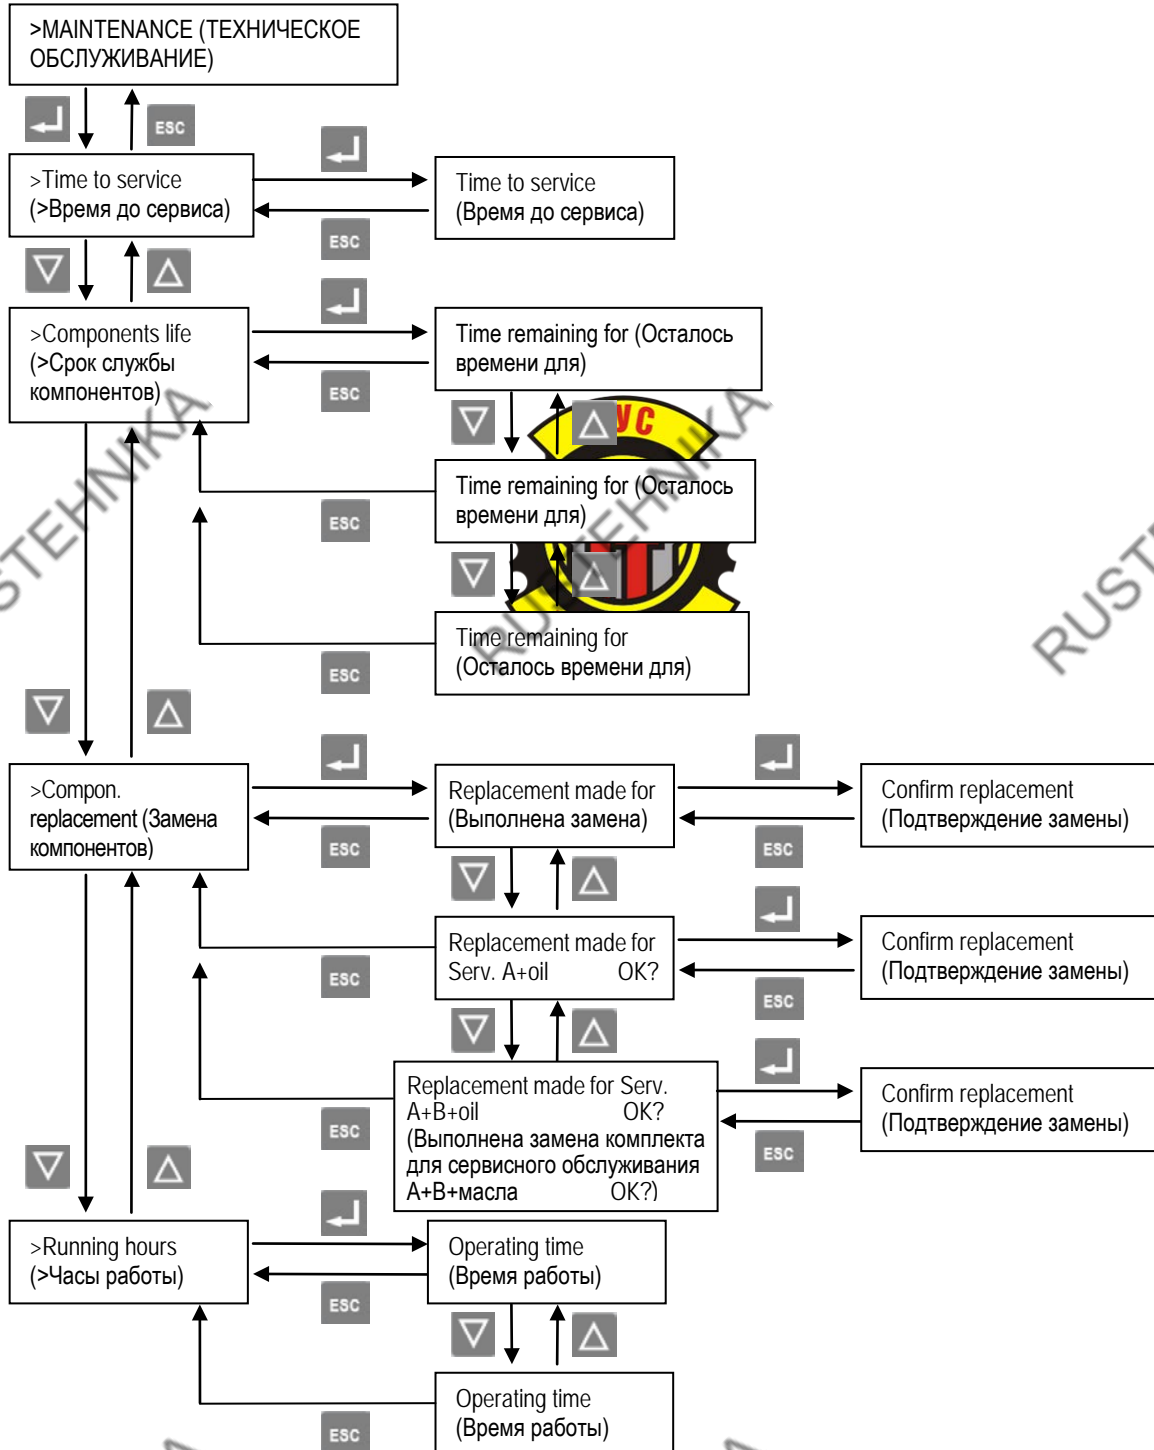 >MAINTENANCE (ТЕХНИЧЕСКОЕ
ОБСЛУЖИВАНИЕ)
ESC
>Time to service
(>Время до сервиса)
Time to service
(Время до сервиса)
ESC
>Components life
(>Срок службы
компонентов)
Time remaining for (Осталось
времени для)
ESC
УС
Time remaining for (Осталось
времени для)
ESC
RUSTEHNIKA
Time remaining for
(Осталось времени для)
ESC
>Compon.
replacement (Замена
компонентов)
Replacement made for
(Выполнена замена)
Confirm replacement
(Подтверждение замены)
ESC
ESC
Replacement made for
Serv. A+oil OK?
Confirm replacement
(Подтверждение замены)
ESC
ESC
Replacement made for Serv.
A+B+oil OK?
(Выполнена замена комплекта
для сервисного обслуживания
А+В+масла OK?)
Confirm replacement
(Подтверждение замены)
ESC
ESC
>Running hours
(>Часы работы)
Operating time
(Время работы)
ESC
Operating time
(Время работы)
ESC